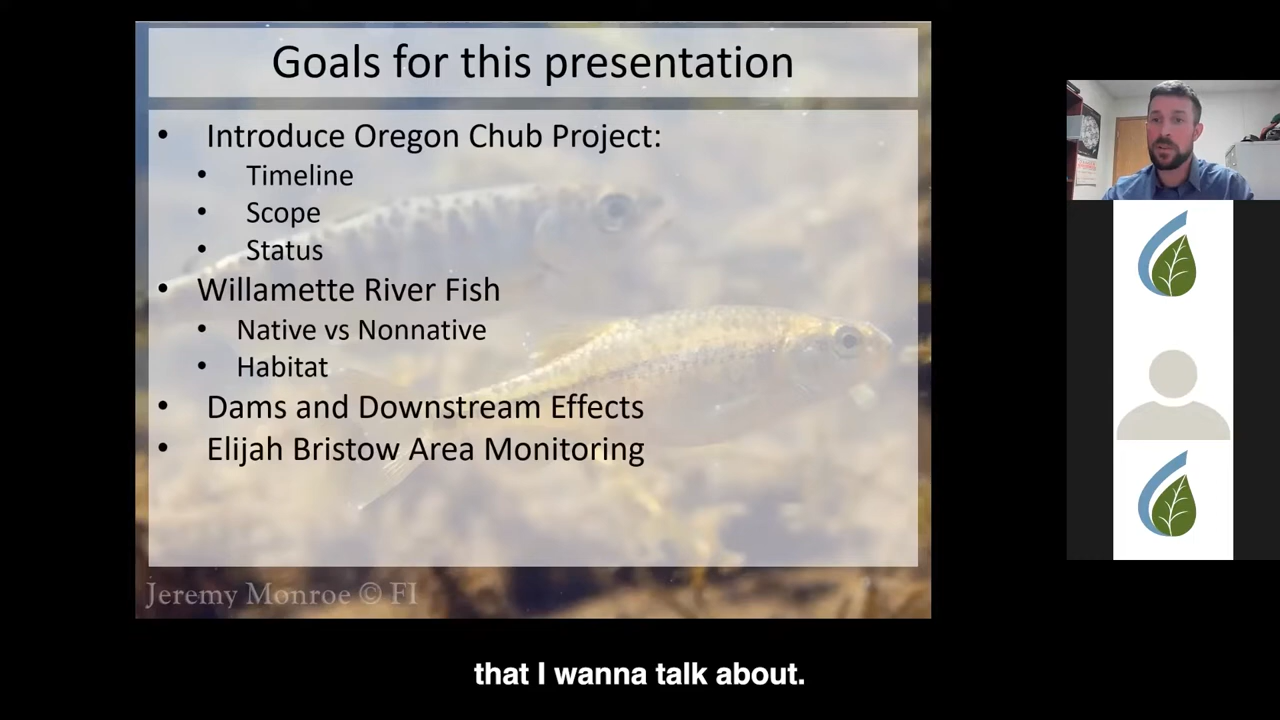 Goals for this presentation
• Introduce Oregon Chub Project:
• Timeline
• Scope
• Status
• Willamette River Fish
• Native vs Nonnative
• Habitat
• Dams and Downstream Effects
• Elijah Bristow Area Monitoring
Jeremy Monroe © FI
that I wanna talk about.